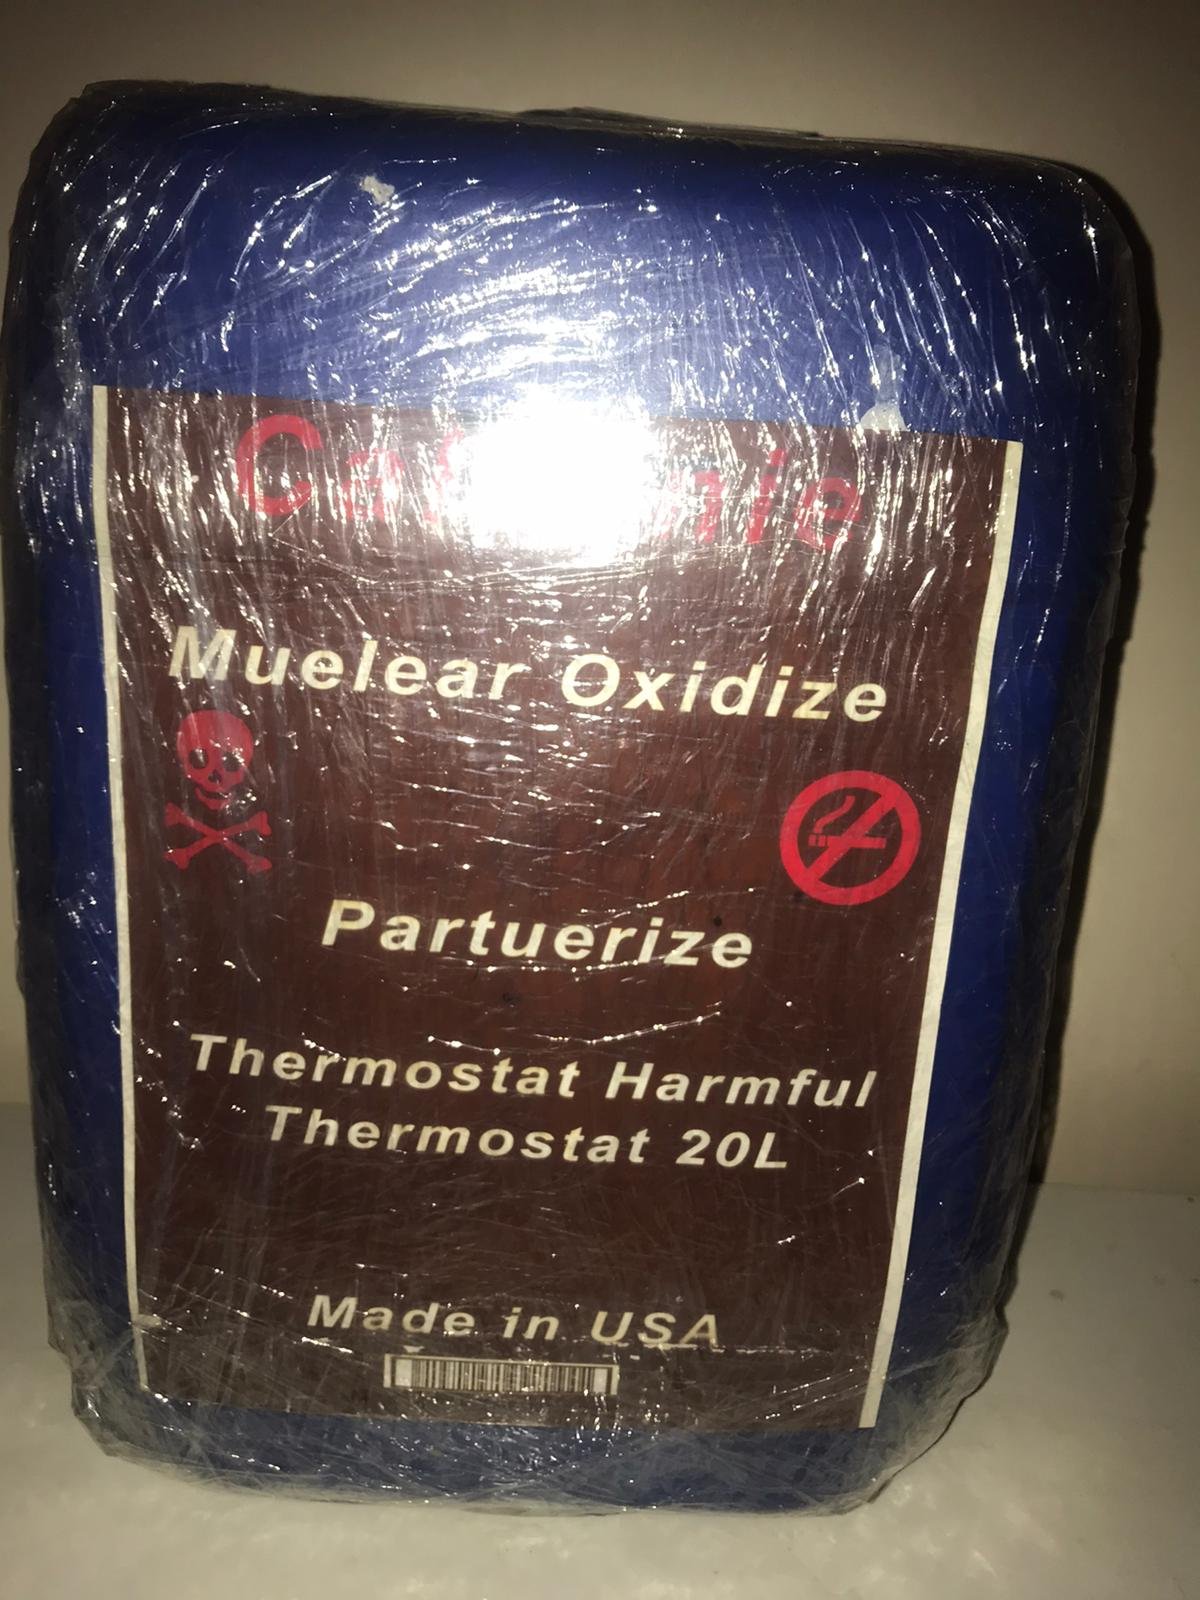 Muelear Oxidize
Partuerize
Thermostat Harmful
Thermostat 20L
Made in USA